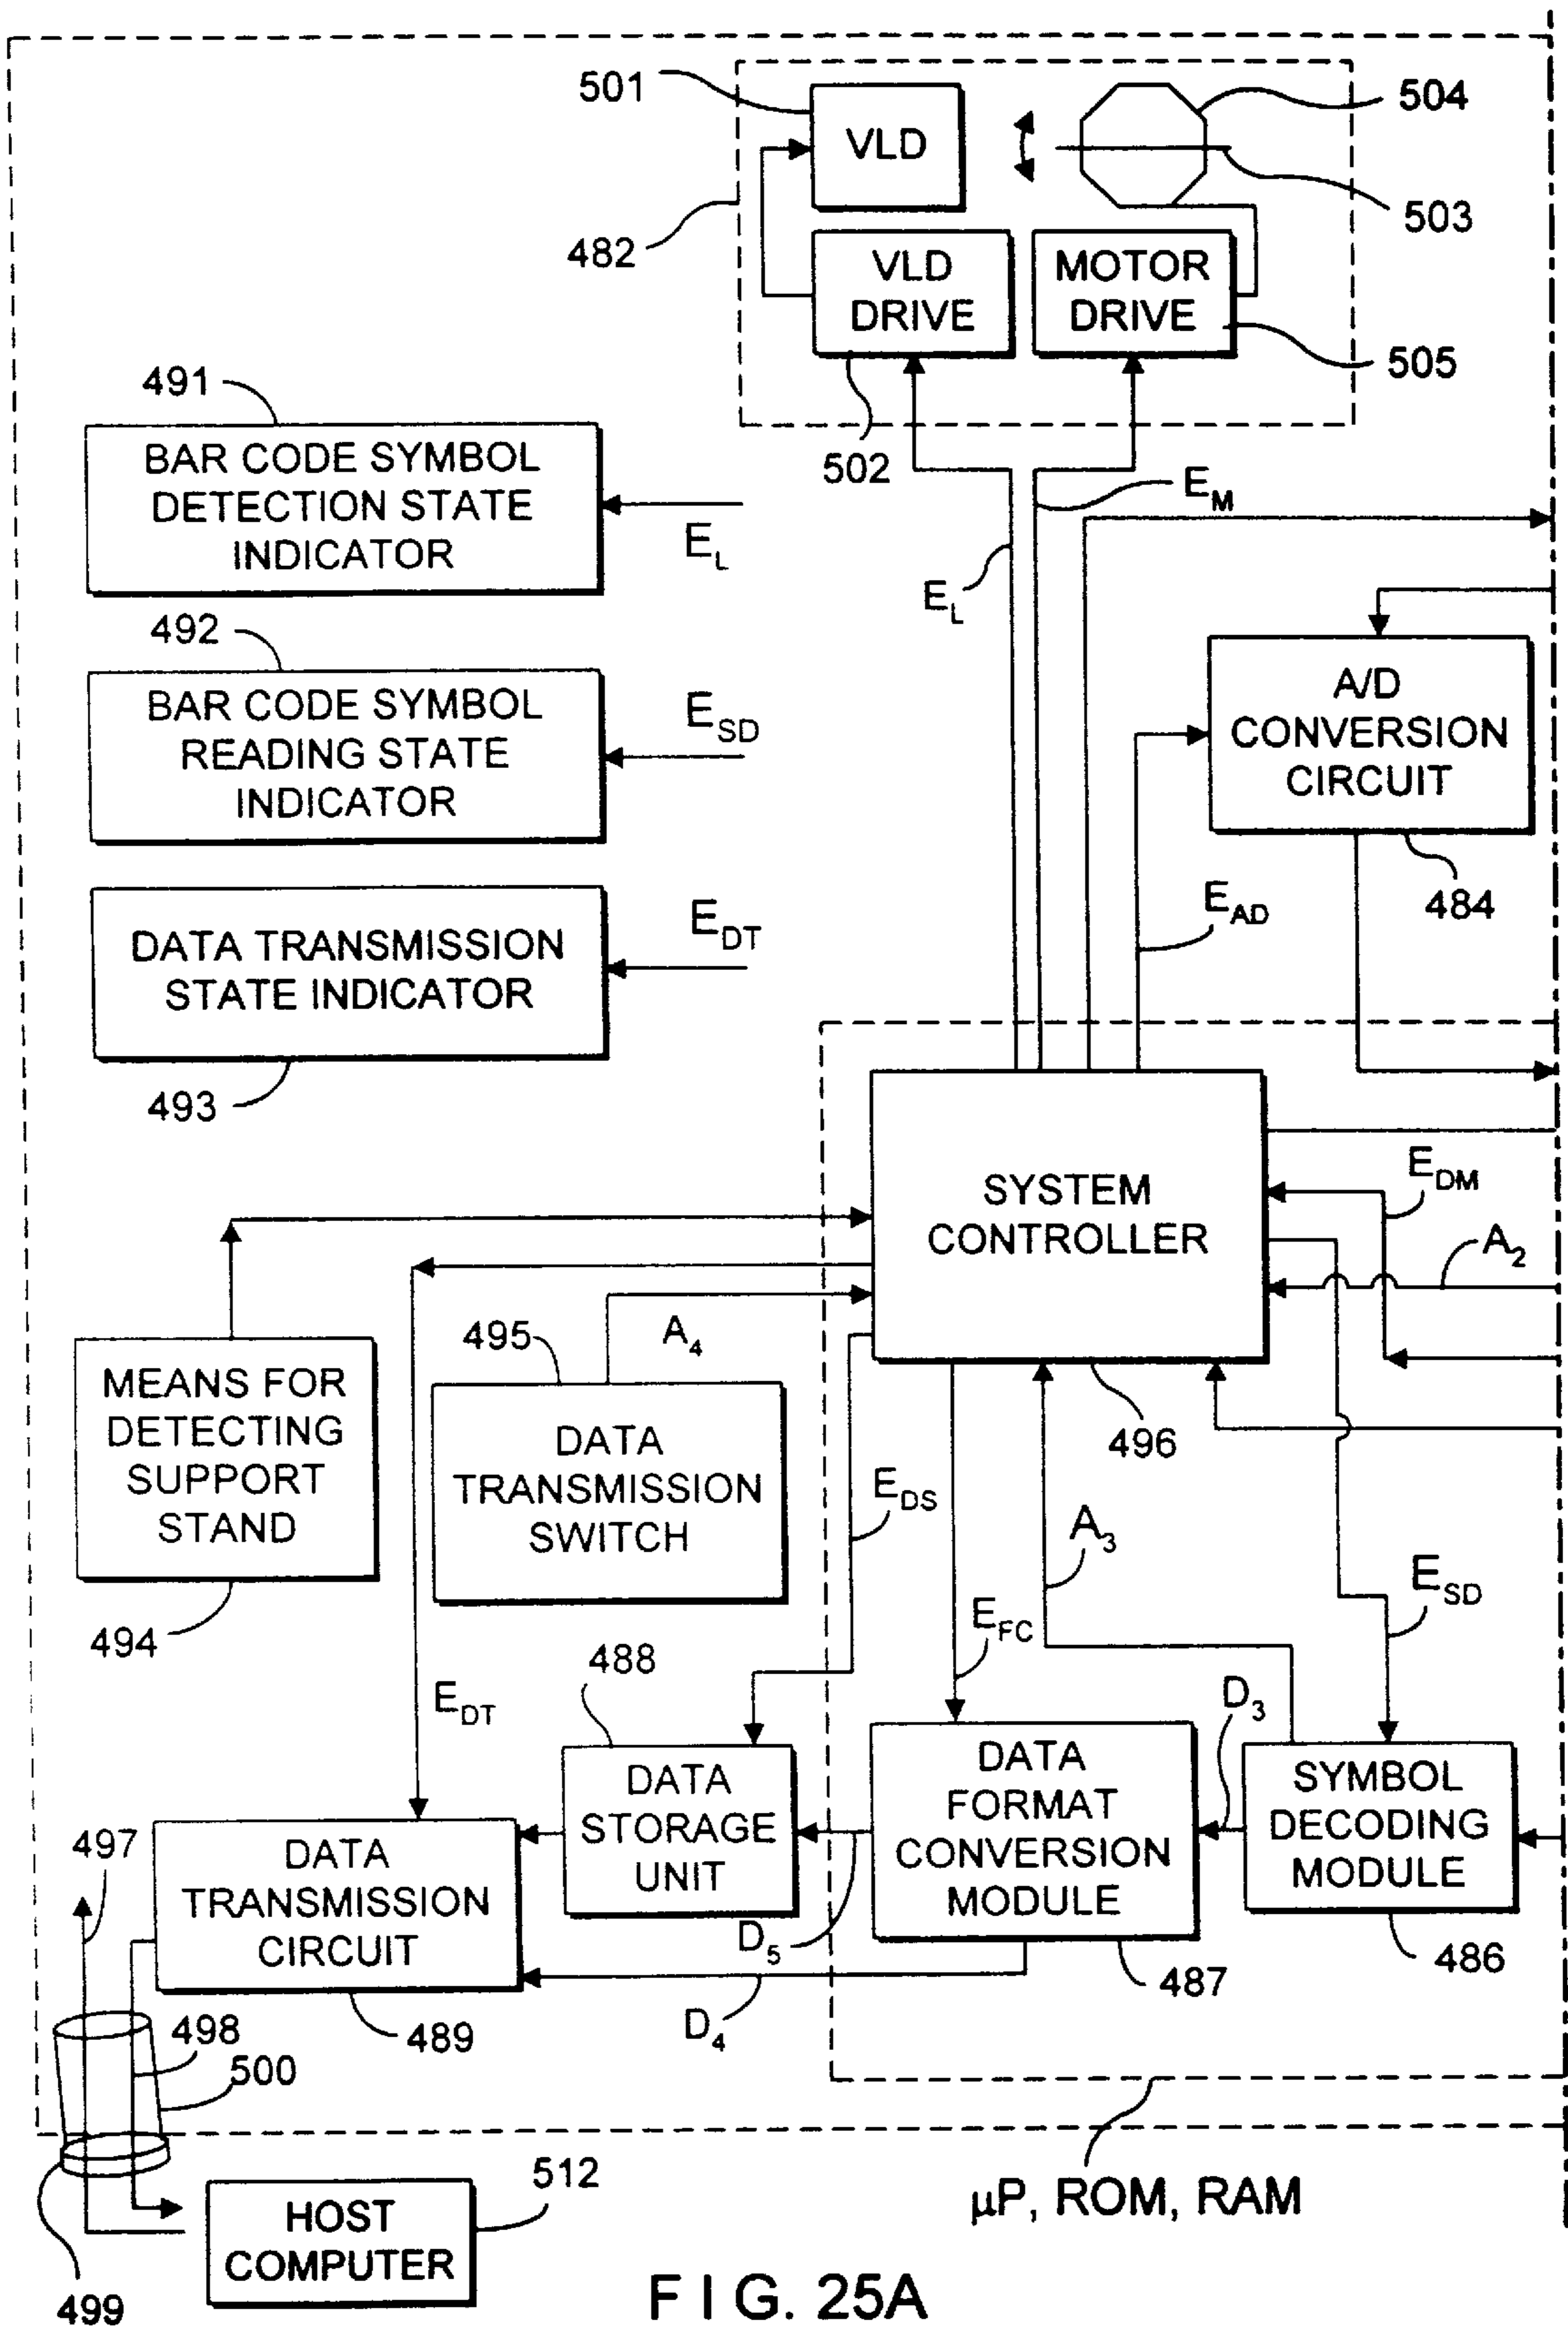 501
VLD
504
503
482
VLD
DRIVE
MOTOR
DRIVE
505
502
491
BAR CODE SYMBOL
DETECTION STATE
INDICATOR
E_L
E_M
E_L
492
BAR CODE SYMBOL
READING STATE
INDICATOR
E_SD
A/D
CONVERSION
CIRCUIT
484
E_AD
DATA TRANSMISSION
STATE INDICATOR
E_DT
493
SYSTEM
CONTROLLER
E_DM
A_2
496
MEANS FOR
DETECTING
SUPPORT
STAND
494
495
A_4
DATA
TRANSMISSION
SWITCH
E_DS
A_3
E_FC
E_SD
488
E_DT
D_3
DATA
STORAGE
UNIT
DATA
FORMAT
CONVERSION
MODULE
SYMBOL
DECODING
MODULE
497
DATA
TRANSMISSION
CIRCUIT
D_5
487
486
D_4
489
498
500
499
HOST
COMPUTER
512
µP, ROM, RAM
FIG. 25A